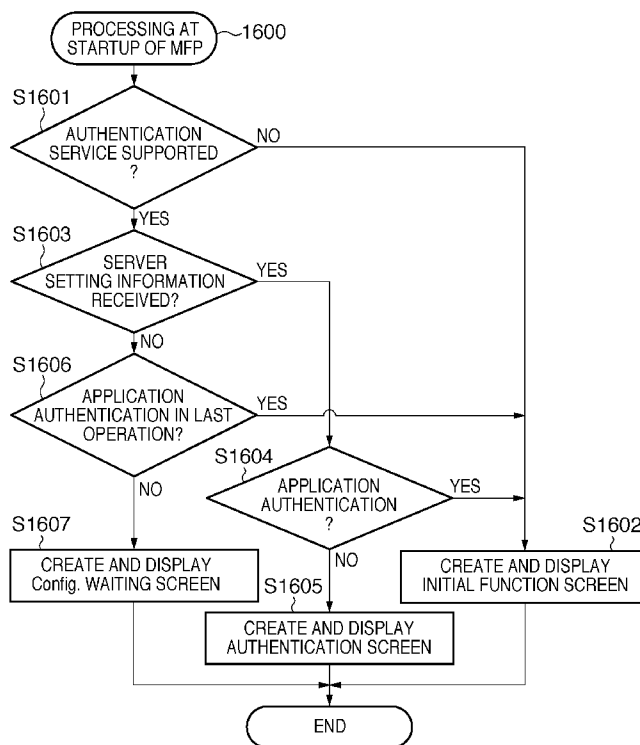 PROCESSING AT
STARTUP OF MFP
1600
S1601
AUTHENTICATION
SERVICE SUPPORTED
?
NO
YES
S1603
SERVER
SETTING INFORMATION
RECEIVED?
YES
NO
S1606
APPLICATION
AUTHENTICATION IN LAST
OPERATION?
YES
NO
S1604
APPLICATION
AUTHENTICATION
?
YES
NO
S1607
CREATE AND DISPLAY
Config. WAITING SCREEN
S1602
CREATE AND DISPLAY
INITIAL FUNCTION SCREEN
S1605
CREATE AND DISPLAY
AUTHENTICATION SCREEN
END